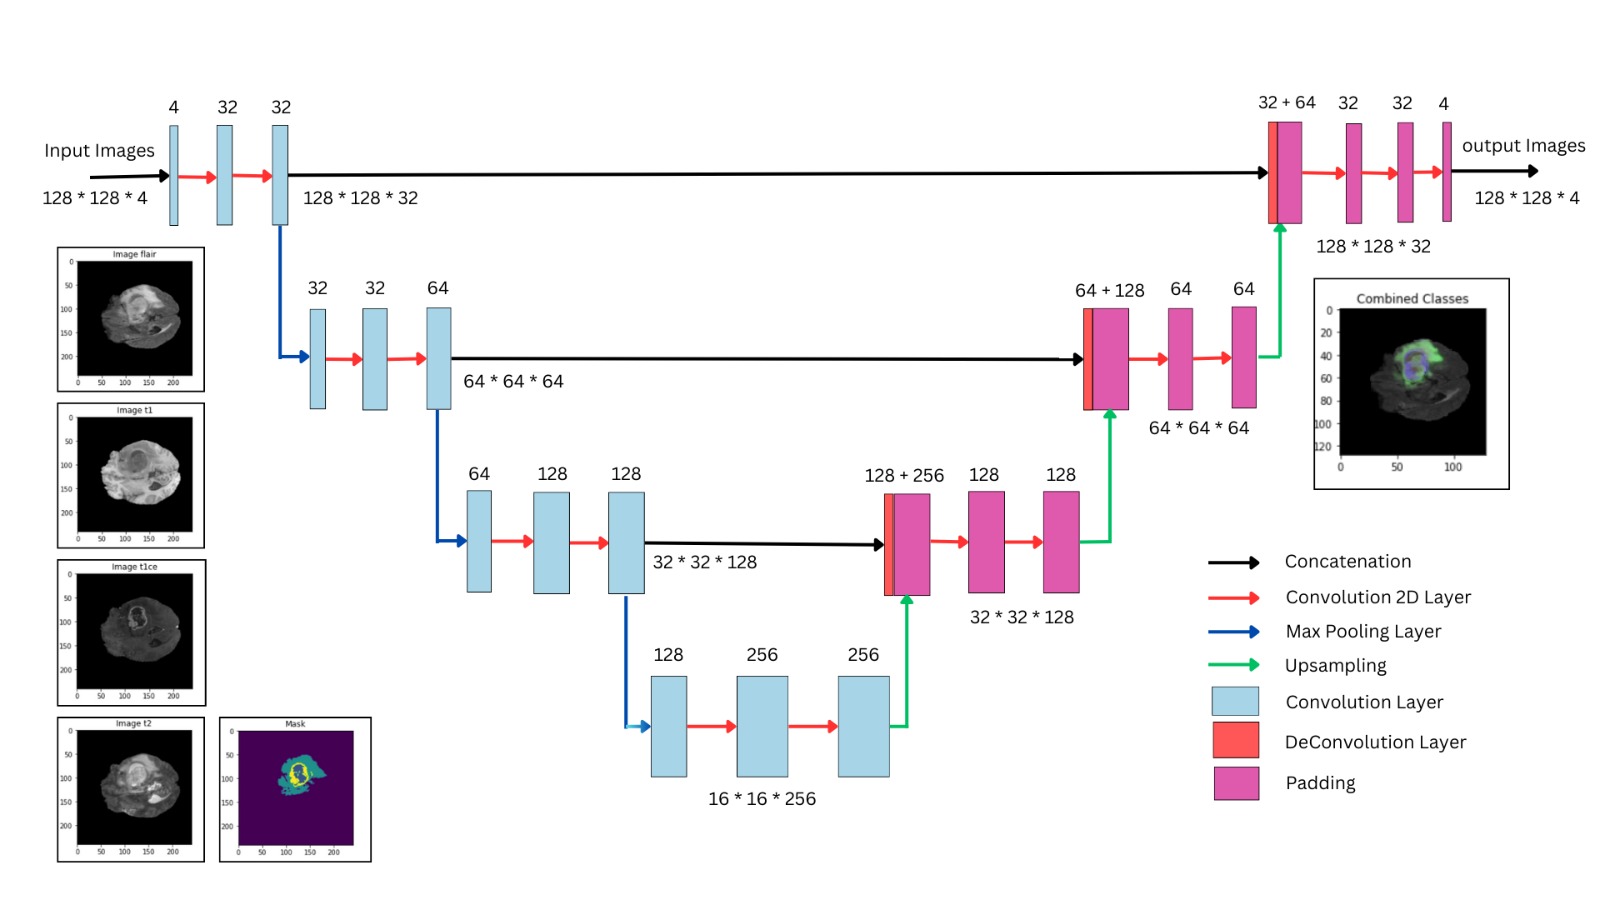 4 32 32
Input Images
128 * 128 * 4
128 * 128 * 32
32 + 64 32 32 4
output Images
128 * 128 * 4
128 * 128 * 32
32 32 64
64 * 64 * 64
64 + 128 64 64
64 * 64 * 64
64 128 128
32 * 32 * 128
128 + 256 128 128
32 * 32 * 128
128 256 256
16 * 16 * 256
Image flair
0
50
100
150
200
0 50 100 150 200
Image t1
0
50
100
150
200
0 50 100 150 200
Image t1ce
0
50
100
150
200
0 50 100 150 200
Image t2
0
50
100
150
200
0 50 100 150 200
Mask
0
50
100
150
200
0 50 100 150 200
Combined Classes
0
20
40
60
80
100
120
0 50 100
Concatenation
Convolution 2D Layer
Max Pooling Layer
Upsampling
Convolution Layer
DeConvolution Layer
Padding